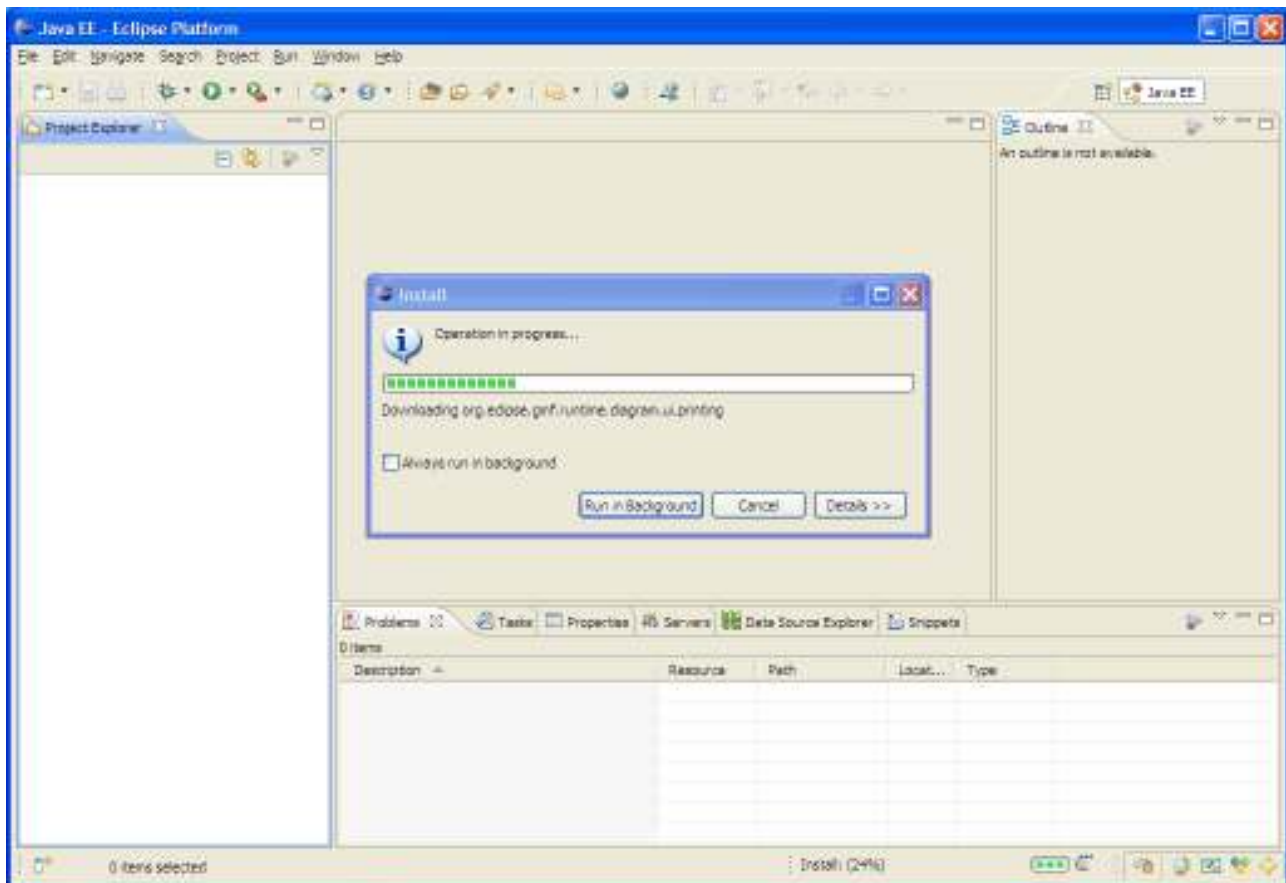 Java EE - Eclipse Platform
File Edit Navigate Search Project Run Window Help
Java EE
Project Explorer
Outline
An outline is not available.
Install
Operation in progress...
Downloading org.eclipse.gmf.runtime.diagram.ui.printing
Always run in background
Run in Background Cancel Details >>
Problems Tasks Properties Servers Data Source Explorer Snippets
0 items
Description Resource Path Locat... Type
0 items selected
Install: (24%)